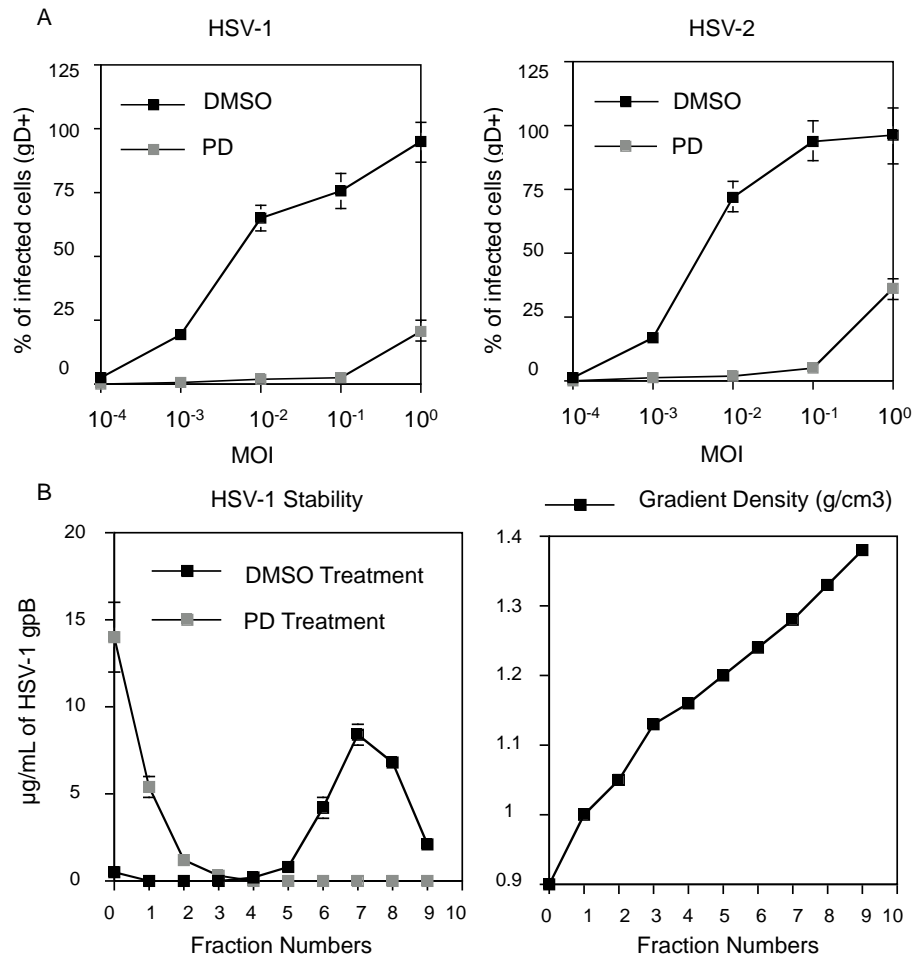 A
HSV-1
HSV-2
% of infected cells (gD+)
125
100
75
50
25
0
DMSO
PD
10-4 10-3 10-2 10-1 100
MOI
% of infected cells (gD+)
125
100
75
50
25
0
DMSO
PD
10-4 10-3 10-2 10-1 100
MOI
B
HSV-1 Stability
µg/mL of HSV-1 gpB
20
15
10
5
0
DMSO Treatment
PD Treatment
0 1 2 3 4 5 6 7 8 9 10
Fraction Numbers
Gradient Density (g/cm3)
1.4
1.3
1.2
1.1
1
0.9
0 1 2 3 4 5 6 7 8 9 10
Fraction Numbers